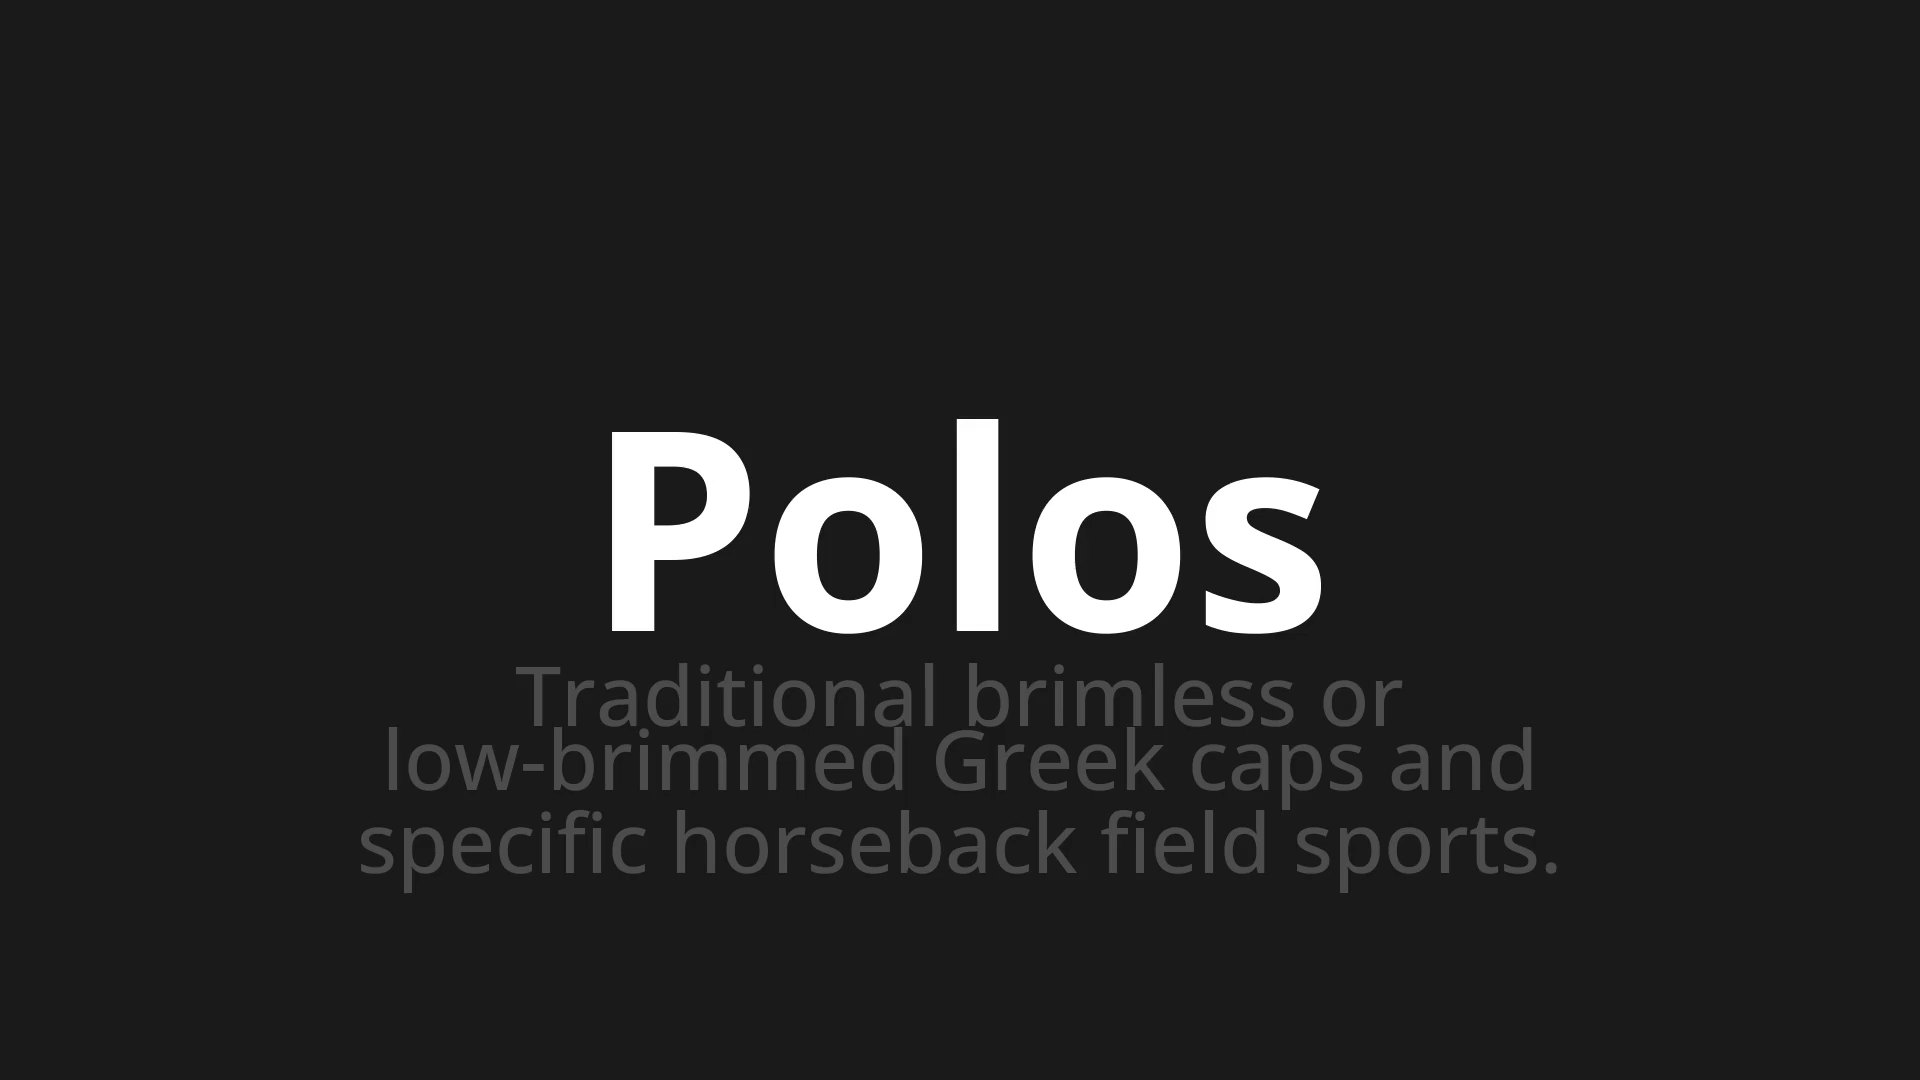 Polos
Traditional brimless or
low-brimmed Greek caps and
specific horseback field sports.